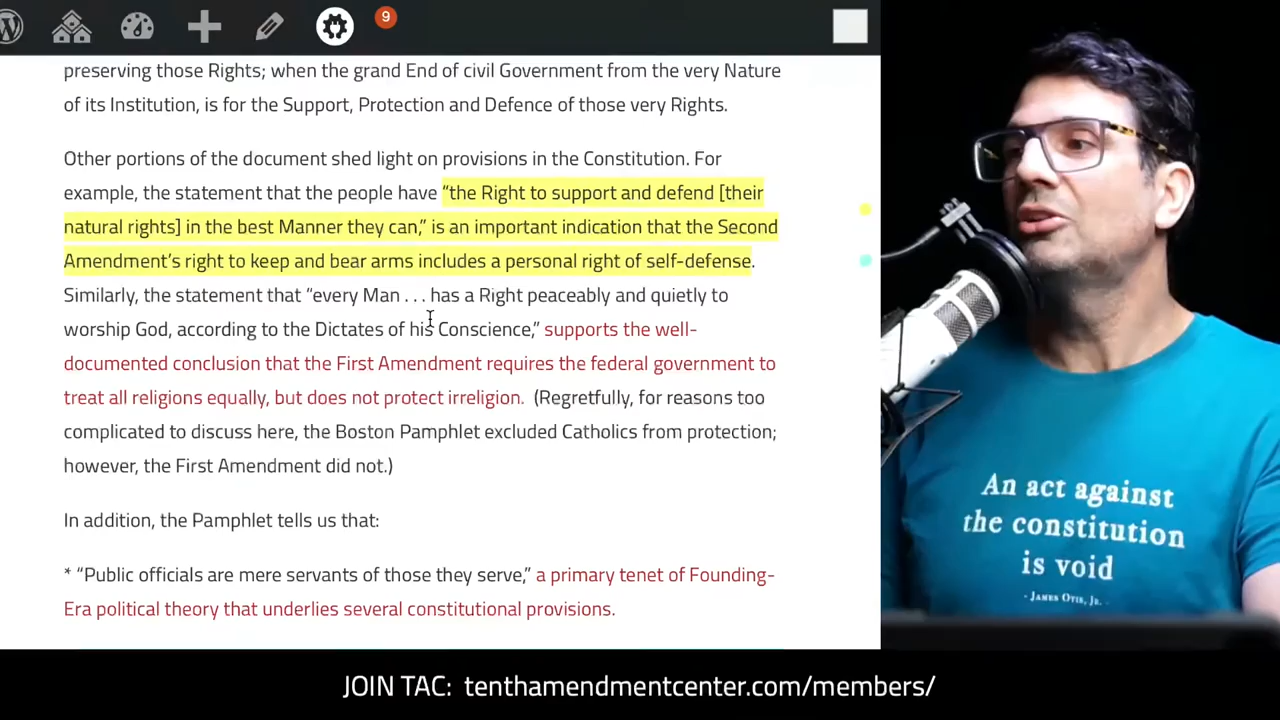 9
preserving those Rights; when the grand End of civil Government from the very Nature
of its Institution, is for the Support, Protection and Defence of those very Rights.
Other portions of the document shed light on provisions in the Constitution. For
example, the statement that the people have “the Right to support and defend [their
natural rights] in the best Manner they can,” is an important indication that the Second
Amendment’s right to keep and bear arms includes a personal right of self-defense.
Similarly, the statement that “every Man . . . has a Right peaceably and quietly to
worship God, according to the Dictates of his Conscience,” supports the well-
documented conclusion that the First Amendment requires the federal government to
treat all religions equally, but does not protect irreligion. (Regretfully, for reasons too
complicated to discuss here, the Boston Pamphlet excluded Catholics from protection;
however, the First Amendment did not.)
In addition, the Pamphlet tells us that:
* “Public officials are mere servants of those they serve,” a primary tenet of Founding-
Era political theory that underlies several constitutional provisions.
An act against
the constitution
is void
- James Otis, Jr. -
JOIN TAC: tenthamendmentcenter.com/members/